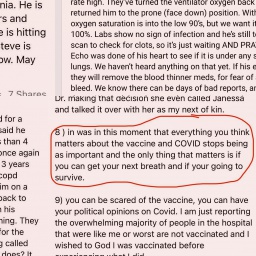 nia. He is
rs and
e is hitting
teve is
ow. May
7 Shares
d for a
said he
s than 4
once again
3 years
copd
im on a
back to
h his
ning. They
for the
g called
does? It
rate high. They've turned the ventilator oxygen back
returned him to the prone (face down) position. With
oxygen saturation is into the low 90's, but we want it
100%. Labs show no sign of infection and he's still to
scan to check for clots, so it's just waiting AND PRAY
Echo was done of his heart to see if it is under any s
lungs. We haven't heard anything on that yet. If his e
they will remove the blood thinner meds, for fear of a
bleed. We know there can be days of bad reports, an
Dr. making that decision she even called Janessa
and talked it over with her as my next of kin.
8 ) in was in this moment that everything you think
matters about the vaccine and COVID stops being
as important and the only thing that matters is if
you can get your next breath and if your going to
survive.
9) you can be scared of the vaccine, you can have
your political opinions on Covid. I am just reporting
the overwhelming majority of people in the hospital
that were like me or worst are not vaccinated and I
wished to God I was vaccinated before